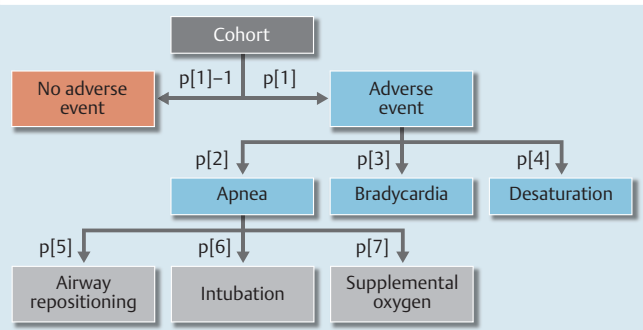 Cohort
p[1]–1
p[1]
No adverse
event
Adverse
event
p[2]
p[3]
p[4]
Apnea
Bradycardia
Desaturation
p[5]
p[6]
p[7]
Airway
repositioning
Intubation
Supplemental
oxygen